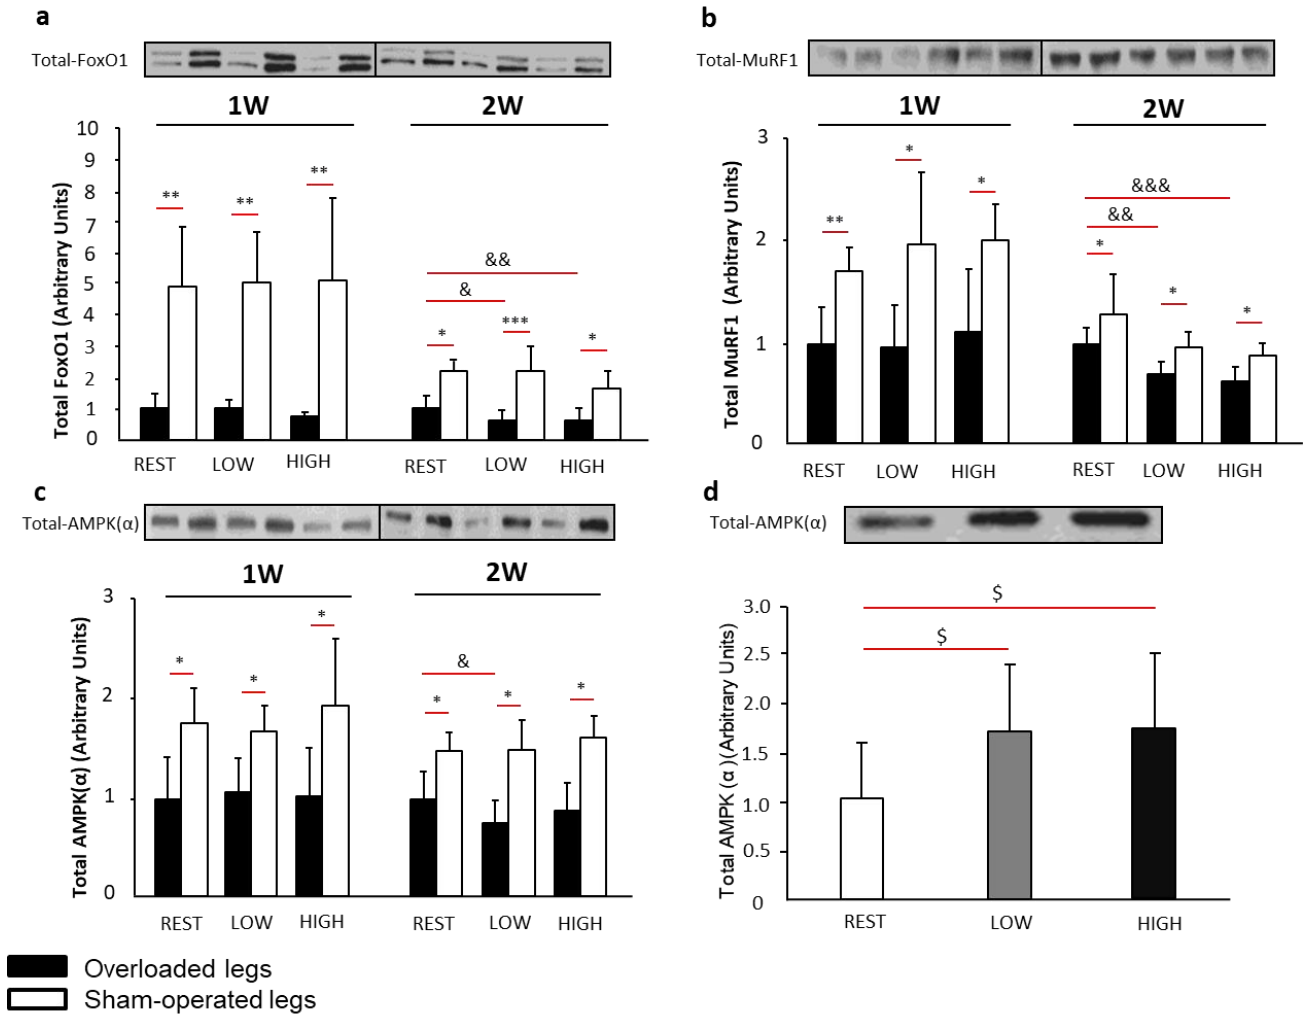 a
Total-FoxO1
1W
2W
Total FoxO1 (Arbitrary Units)
10
9
8
7
6
5
4
3
2
1
0
**
**
**
&&
&
*
***
*
REST
LOW
HIGH
REST
LOW
HIGH
b
Total-MuRF1
1W
2W
Total MuRF1 (Arbitrary Units)
3
2
1
0
**
*
*
&&&
&&
*
*
*
REST
LOW
HIGH
REST
LOW
HIGH
c
Total-AMPK(α)
1W
2W
Total AMPK(α) (Arbitrary Units)
3
2
1
0
*
*
*
&
*
*
*
REST
LOW
HIGH
REST
LOW
HIGH
d
Total-AMPK(α)
Total AMPK (α)(Arbitrary Units)
3.0
2.5
2.0
1.5
1.0
0.5
0
$
$
REST
LOW
HIGH
Overloaded legs
Sham-operated legs